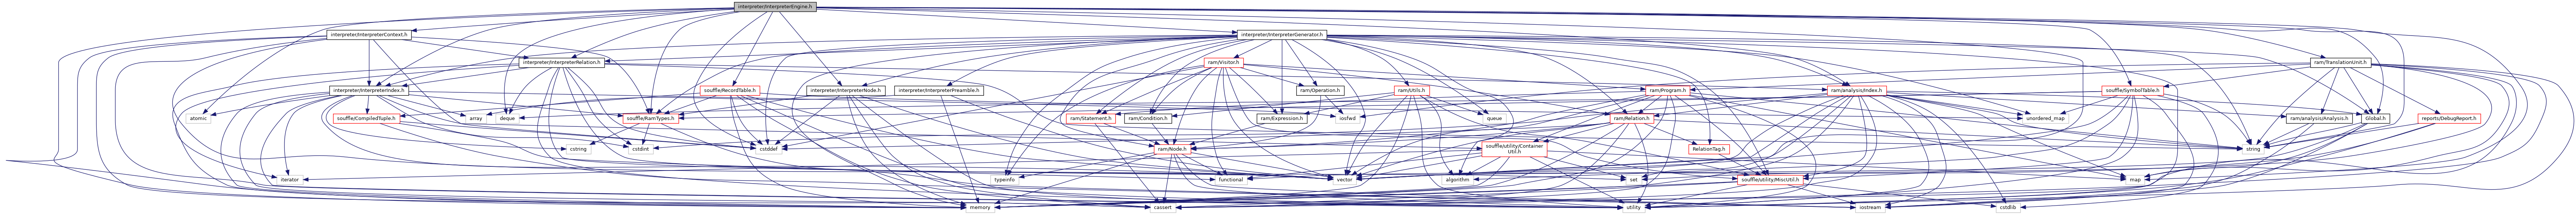 interpreter/InterpreterEngine.h
interpreter/InterpreterContext.h
interpreter/InterpreterGenerator.h
interpreter/InterpreterRelation.h
ram/Visitor.h
ram/TranslationUnit.h
interpreter/InterpreterIndex.h
souffle/RecordTable.h
interpreter/InterpreterNode.h
interpreter/InterpreterPreamble.h
ram/Operation.h
ram/Utils.h
ram/Program.h
ram/analysis/Index.h
souffle/SymbolTable.h
atomic
souffle/CompiledTuple.h
array
deque
souffle/RamTypes.h
ram/Statement.h
ram/Condition.h
ram/Expression.h
iosfwd
queue
ram/Relation.h
unordered_map
ram/analysis/Analysis.h
Global.h
reports/DebugReport.h
cstring
cstdint
cstddef
ram/Node.h
souffle/utility/Container
Util.h
RelationTag.h
string
iterator
typeinfo
functional
vector
algorithm
set
souffle/utility/MiscUtil.h
map
memory
cassert
utility
iostream
cstdlib